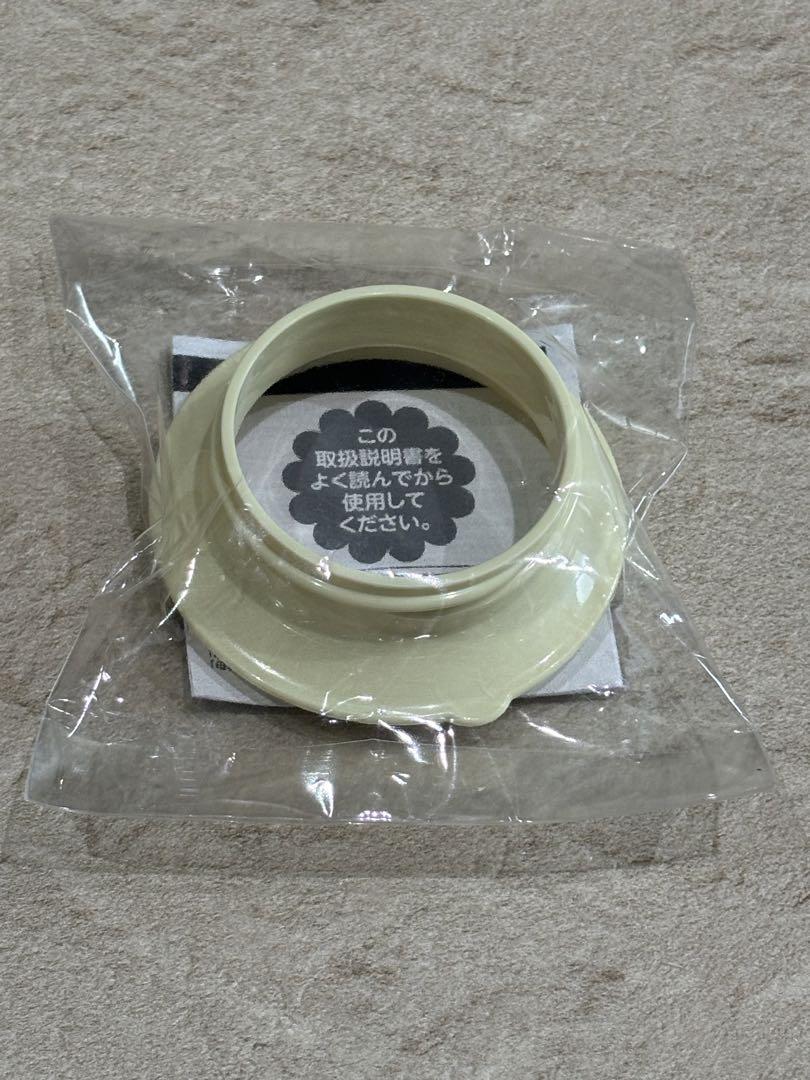 この
取扱説明書を
よく読んでから
使用して
ください。